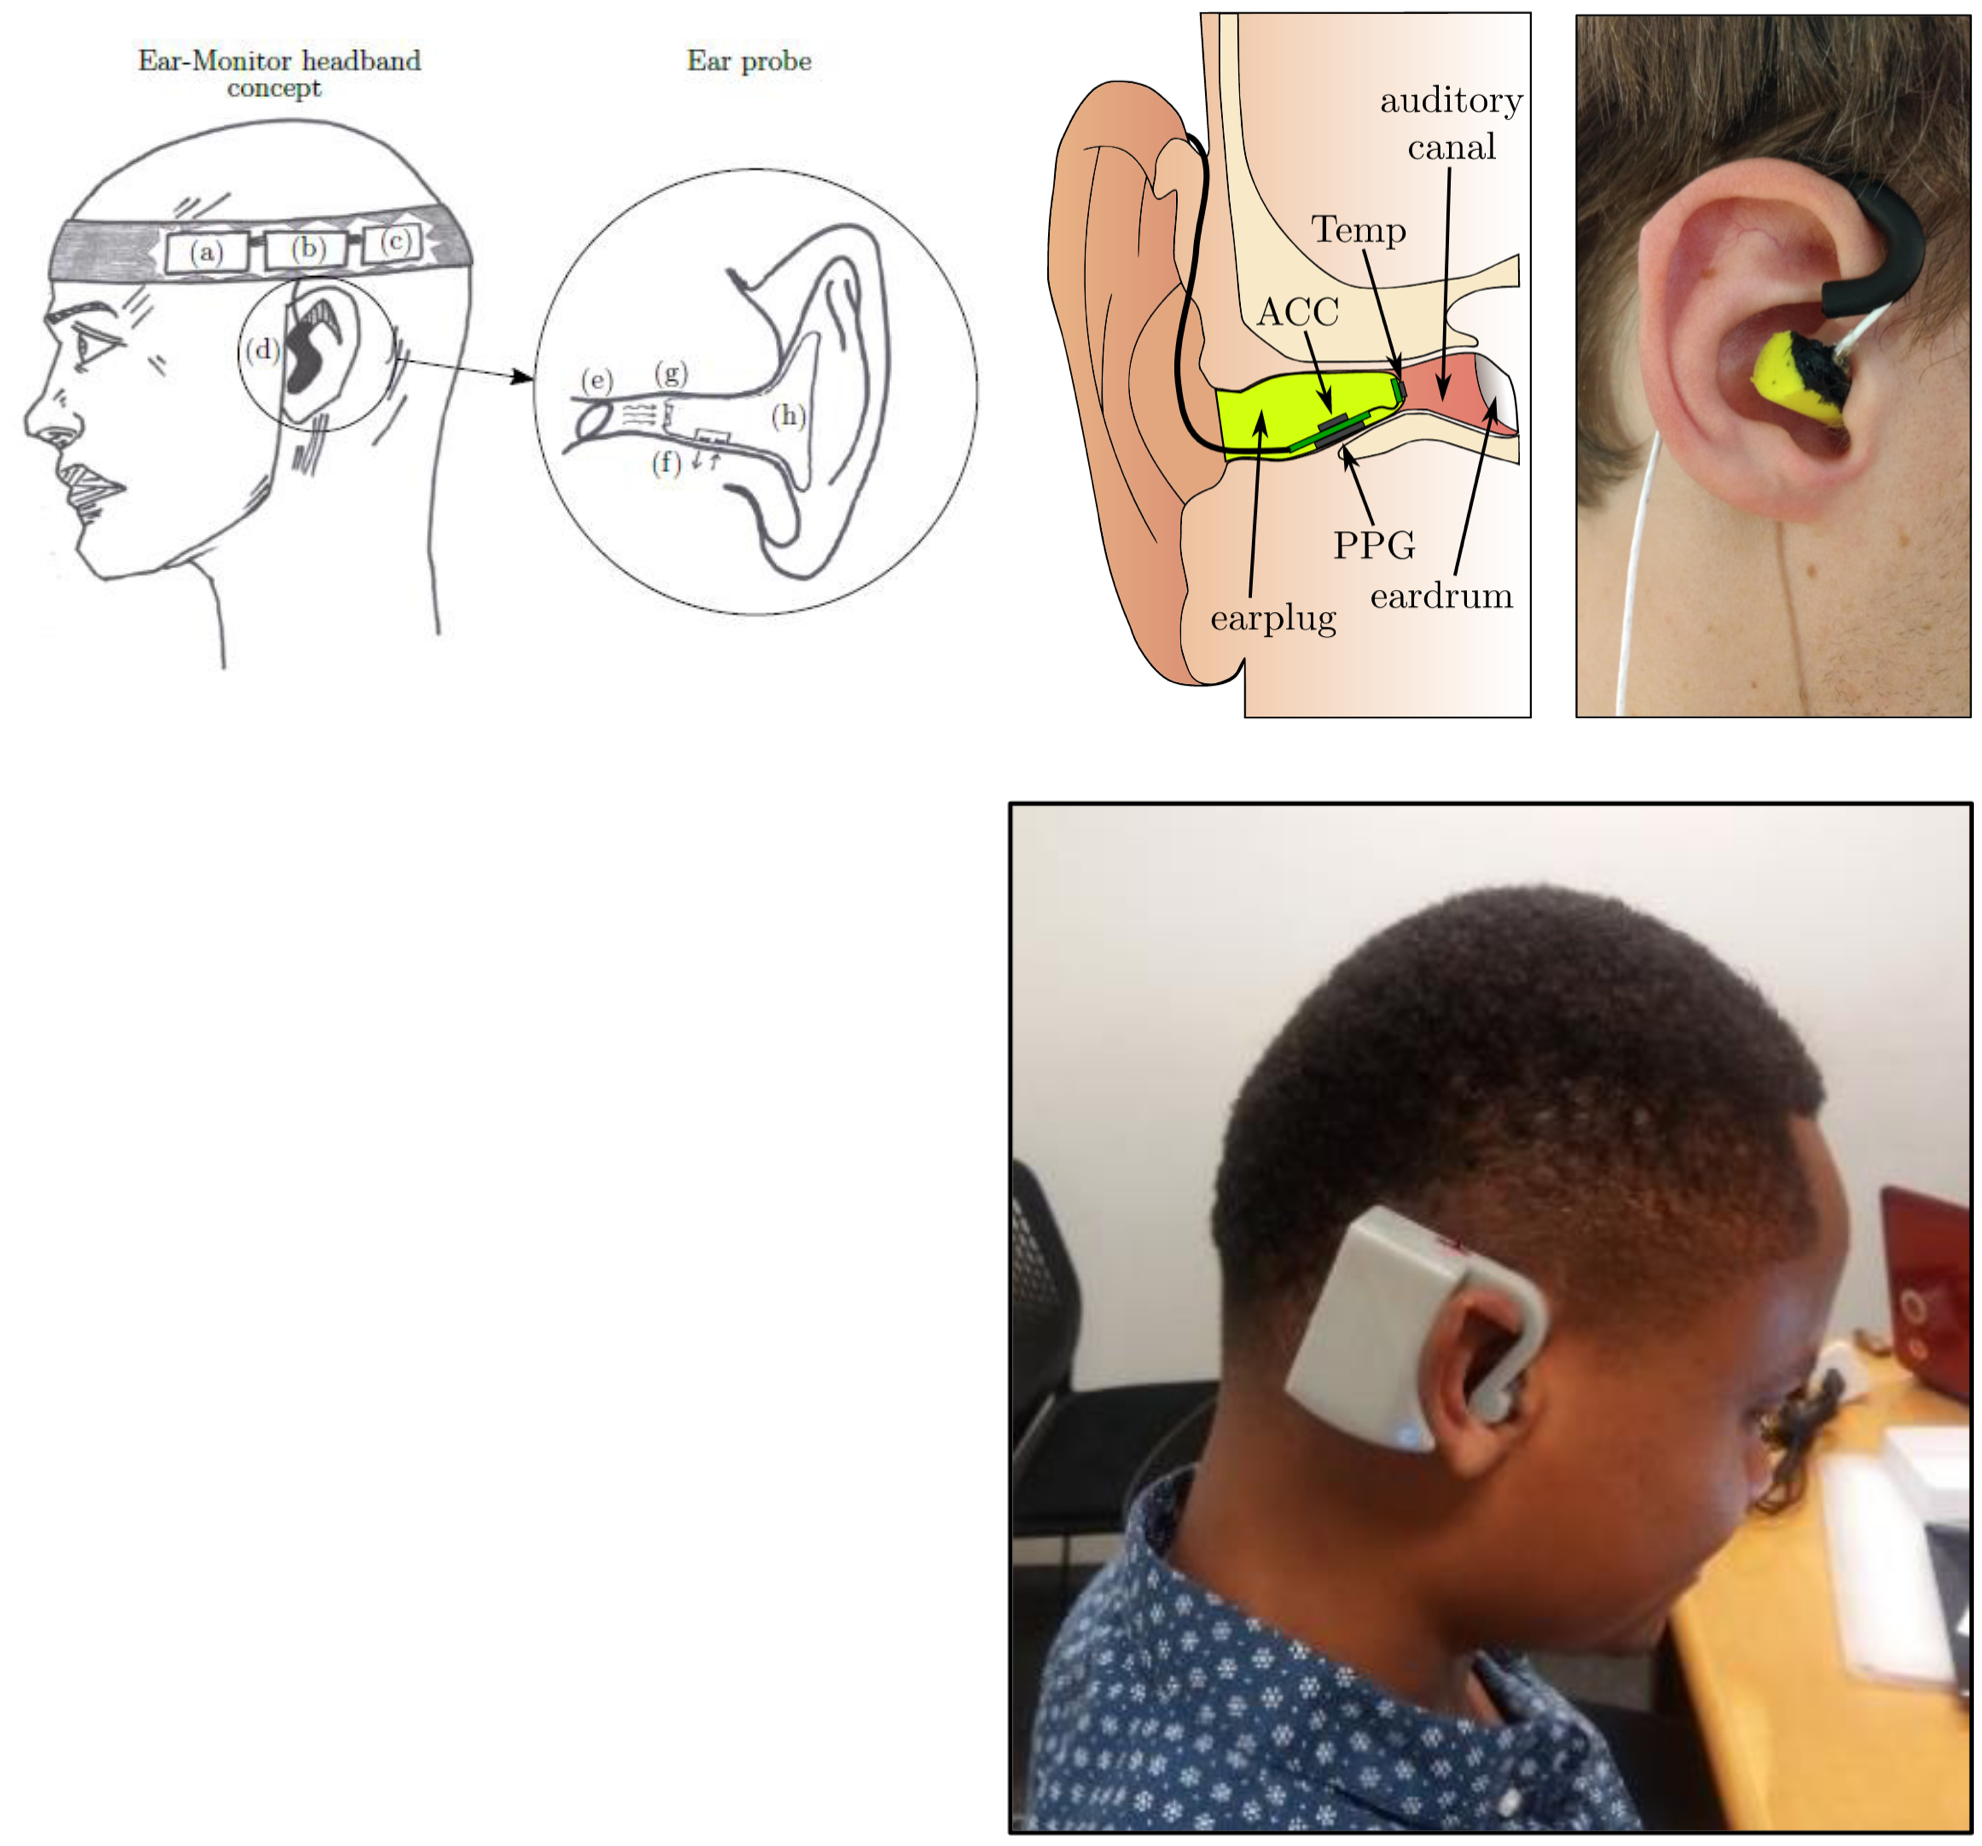 Ear-Monitor headband
concept
Ear probe
(a)
(b)
(c)
(d)
(e)
(g)
(h)
(f)
auditory
canal
Temp
ACC
PPG
eardrum
earplug